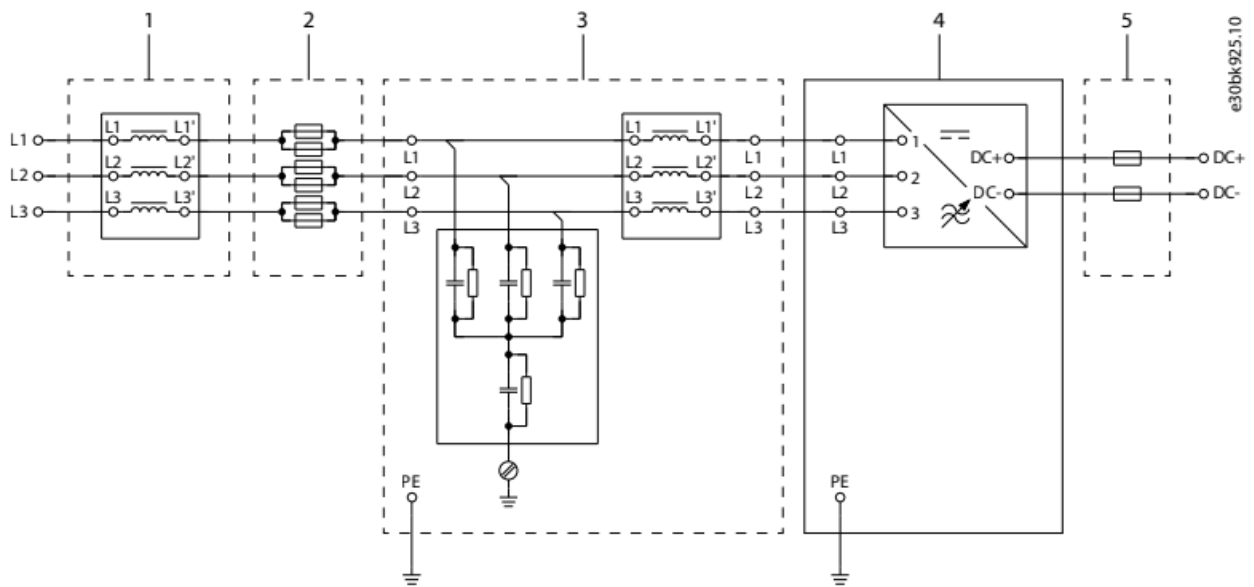 1 2 3 4 5
e30bk925.10
L1 L1 L1' L1 L1' 1
L1 L1 L1 DC+ DC+
L2 L2 L2' L2 L2' 2
L2 L2 L2 DC- DC-
L3 L3 L3' L3 L3' 3
L3 L3 L3
PE PE